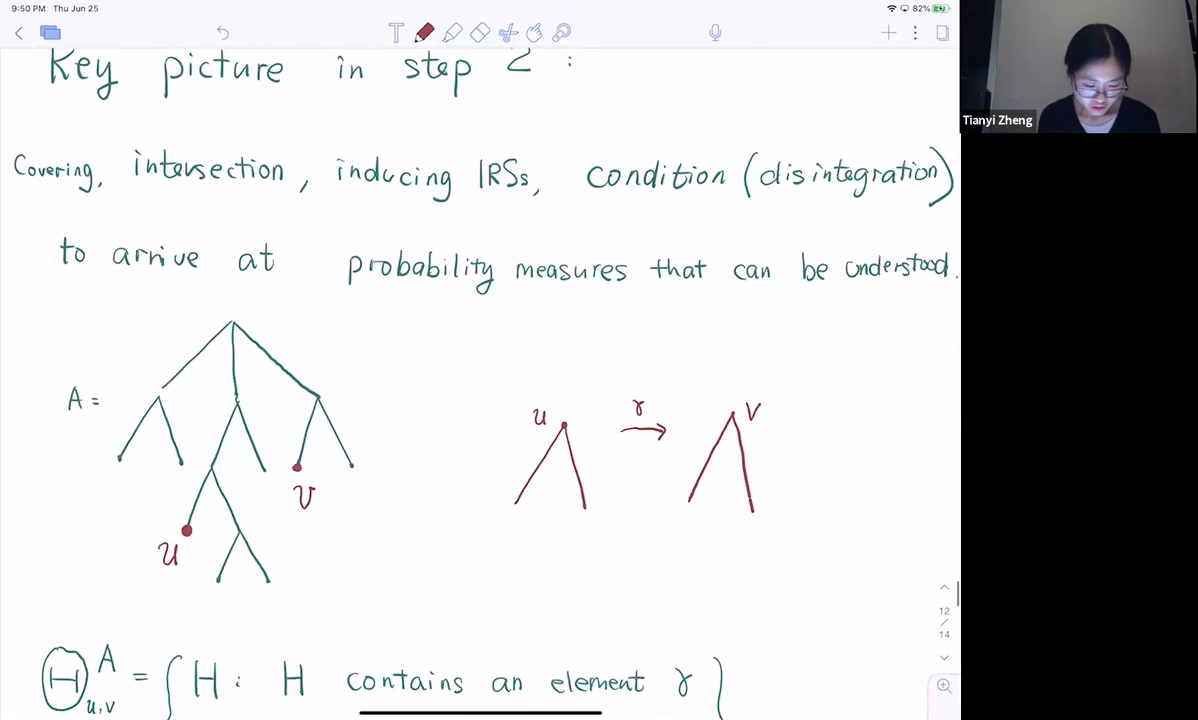 9:50 PM Thu Jun 25
82%
Key picture in step 2 :
Covering, intersection, inducing IRSs, condition (disintegration)
to arrive at probability measures that can be understood.
A =
u γ v
v
u
Θ^A_{u,v} = { H : H contains an element γ
12
/
14
Tianyi Zheng